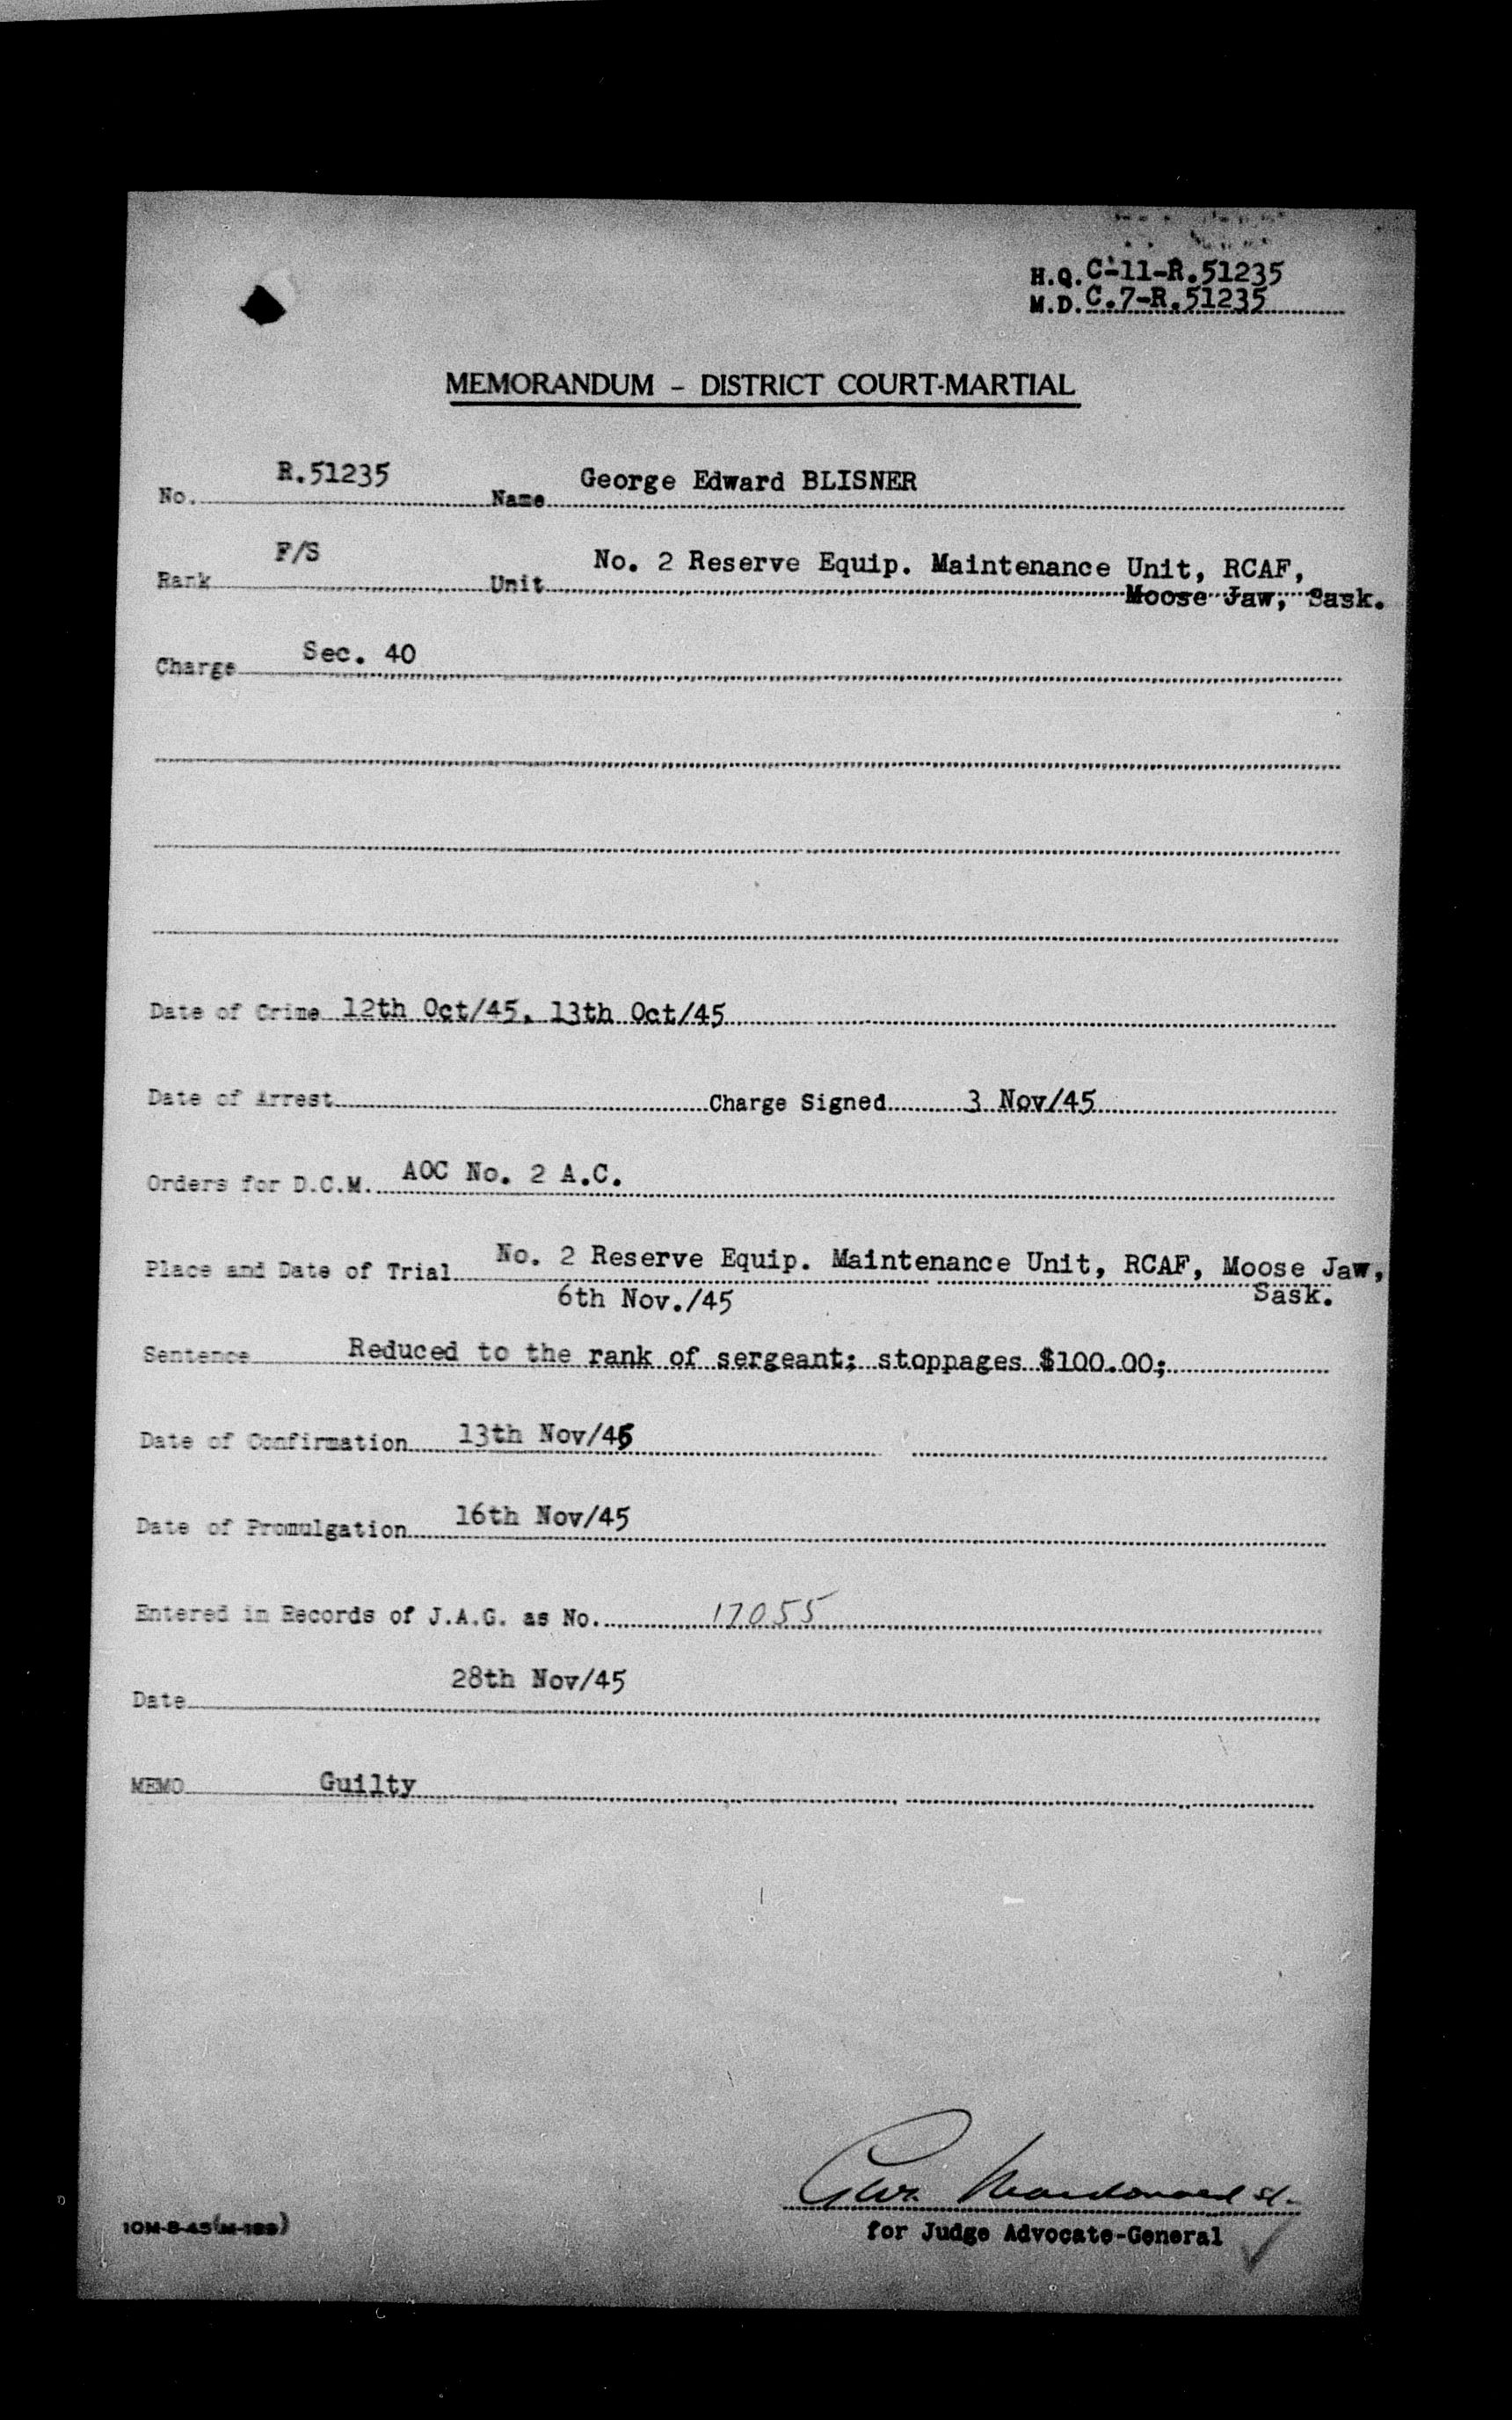 H.Q. C-11-R.51235
M.D. C.7-R.51235
MEMORANDUM – DISTRICT COURT-MARTIAL
No. R.51235 Name George Edward BLISNER
Rank F/S Unit No. 2 Reserve Equip. Maintenance Unit, RCAF,
Moose Jaw, Sask.
Charge Sec. 40
Date of Crime 12th Oct/45. 13th Oct/45
Date of Arrest Charge Signed 3 Nov/45
Orders for D.C.M. AOC No. 2 A.C.
Place and Date of Trial No. 2 Reserve Equip. Maintenance Unit, RCAF, Moose Jaw,
6th Nov./45 Sask.
Sentence Reduced to the rank of sergeant; stoppages $100.00;
Date of Confirmation 13th Nov/45
Date of Promulgation 16th Nov/45
Entered in Records of J.A.G. as No. 17055
Date 28th Nov/45
MEMO Guilty
for Judge Advocate-General
10M-8-45 (M-189)